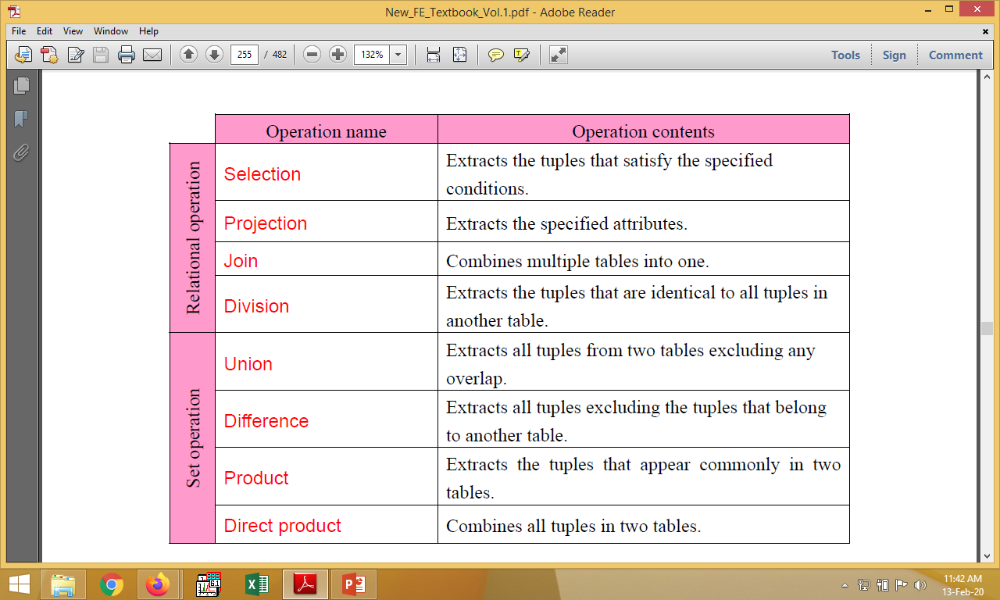 New_FE_Textbook_Vol.1.pdf - Adobe Reader
File Edit View Window Help
255 / 482
132%
Tools Sign Comment
Operation name Operation contents
Relational operation
Selection
Extracts the tuples that satisfy the specified
conditions.
Projection
Extracts the specified attributes.
Join
Combines multiple tables into one.
Division
Extracts the tuples that are identical to all tuples in
another table.
Set operation
Union
Extracts all tuples from two tables excluding any
overlap.
Difference
Extracts all tuples excluding the tuples that belong
to another table.
Product
Extracts the tuples that appear commonly in two
tables.
Direct product
Combines all tuples in two tables.
11:42 AM
13-Feb-20